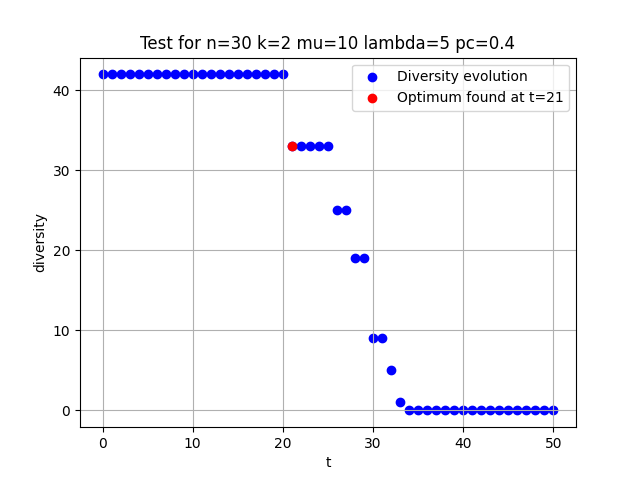 Test for n=30 k=2 mu=10 lambda=5 pc=0.4
Diversity evolution
Optimum found at t=21
40
30
20
10
0
diversity
0 10 20 30 40 50
t